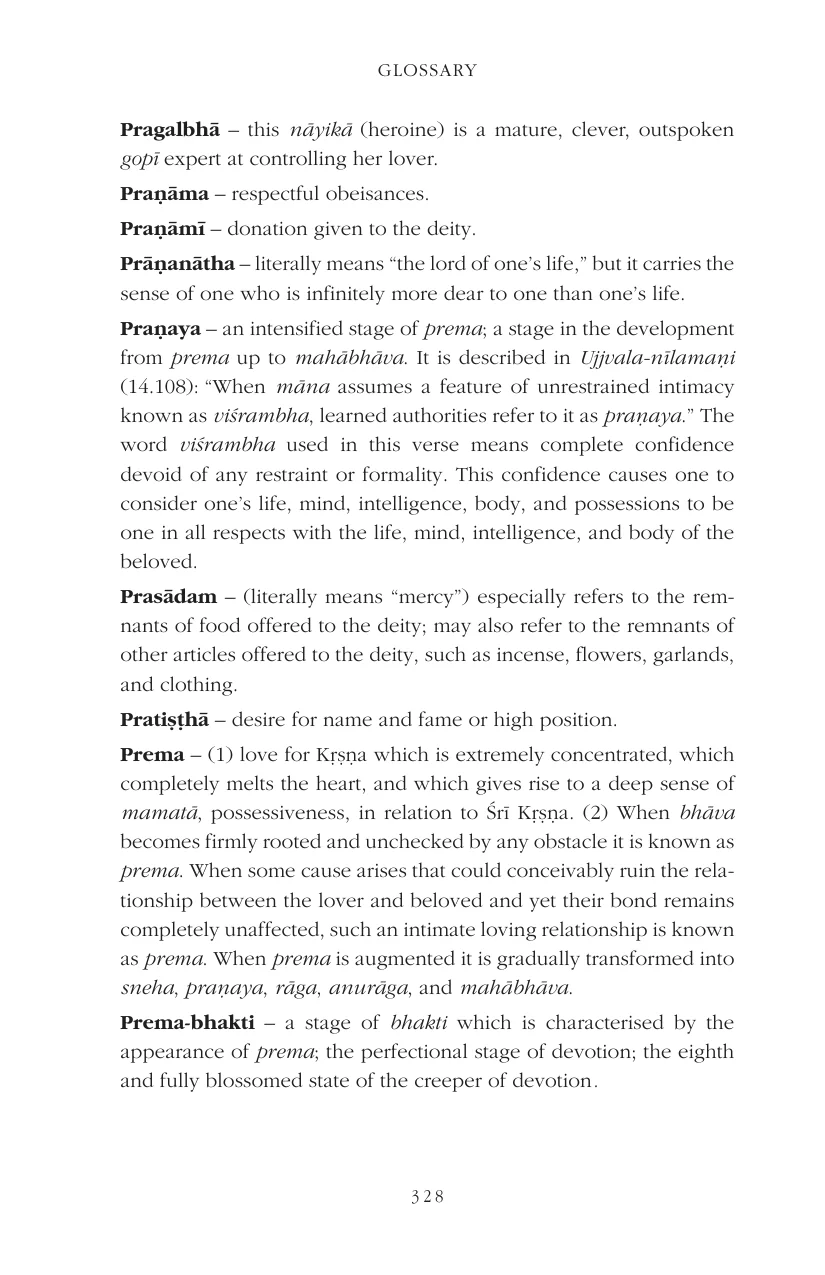 GLOSSARY
Pragalbhā – this nāyikā (heroine) is a mature, clever, outspoken
gopī expert at controlling her lover.
Praṇāma – respectful obeisances.
Praṇāmī – donation given to the deity.
Prāṇanātha – literally means “the lord of one’s life,” but it carries the
sense of one who is infinitely more dear to one than one’s life.
Praṇaya – an intensified stage of prema; a stage in the development
from prema up to mahābhāva. It is described in Ujjvala-nīlamaṇi
(14.108): “When māna assumes a feature of unrestrained intimacy
known as viśrambha, learned authorities refer to it as praṇaya.” The
word viśrambha used in this verse means complete confidence
devoid of any restraint or formality. This confidence causes one to
consider one’s life, mind, intelligence, body, and possessions to be
one in all respects with the life, mind, intelligence, and body of the
beloved.
Prasādam – (literally means “mercy”) especially refers to the rem-
nants of food offered to the deity; may also refer to the remnants of
other articles offered to the deity, such as incense, flowers, garlands,
and clothing.
Pratiṣṭhā – desire for name and fame or high position.
Prema – (1) love for Kṛṣṇa which is extremely concentrated, which
completely melts the heart, and which gives rise to a deep sense of
mamatā, possessiveness, in relation to Śrī Kṛṣṇa. (2) When bhāva
becomes firmly rooted and unchecked by any obstacle it is known as
prema. When some cause arises that could conceivably ruin the rela-
tionship between the lover and beloved and yet their bond remains
completely unaffected, such an intimate loving relationship is known
as prema. When prema is augmented it is gradually transformed into
sneha, praṇaya, rāga, anurāga, and mahābhāva.
Prema-bhakti – a stage of bhakti which is characterised by the
appearance of prema; the perfectional stage of devotion; the eighth
and fully blossomed state of the creeper of devotion.
328